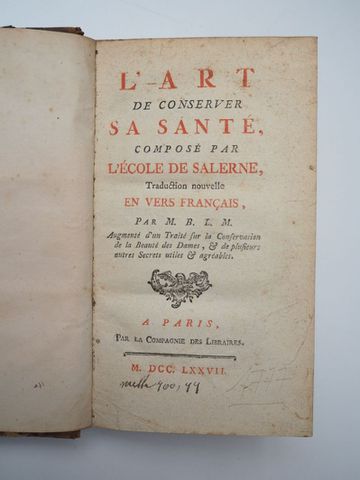 L'ART
DE CONSERVER
SA SANTÉ,
COMPOSÉ PAR
L'ÉCOLE DE SALERNE,
Traduction nouvelle
EN VERS FRANÇAIS,
PAR M. B. L. M.
Augmenté d'un Traité sur la Conservation
de la Beauté des Dames, & de plusieurs
autres Secrets utiles & agréables.
A PARIS,
PAR LA COMPAGNIE DES LIBRAIRES.
M. DCC. LXXVII.